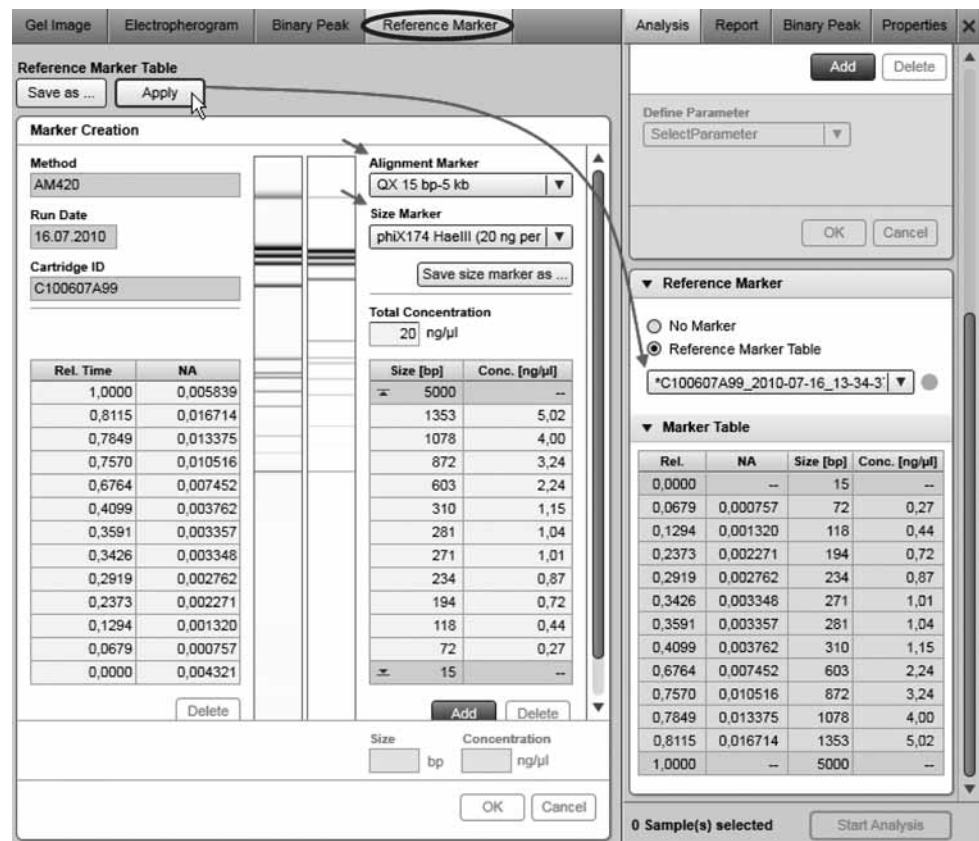 Gel Image Electropherogram Binary Peak Reference Marker
Reference Marker Table
Save as ... Apply
Marker Creation
Method
AM420
Run Date
16.07.2010
Cartridge ID
C100607A99
Alignment Marker
QX 15 bp-5 kb
Size Marker
phiX174 HaeIII (20 ng per
Save size marker as ...
Total Concentration
20 ng/µl
Rel. Time NA
1,0000 0,005839
0,8115 0,016714
0,7849 0,013375
0,7570 0,010516
0,6764 0,007452
0,4099 0,003762
0,3591 0,003357
0,3426 0,003348
0,2919 0,002762
0,2373 0,002271
0,1294 0,001320
0,0679 0,000757
0,0000 0,004321
Delete
Size [bp] Conc. [ng/µl]
5000 --
1353 5,02
1078 4,00
872 3,24
603 2,24
310 1,15
281 1,04
271 1,01
234 0,87
194 0,72
118 0,44
72 0,27
15 --
Add Delete
Size Concentration
bp ng/µl
OK Cancel
Analysis Report Binary Peak Properties
Add Delete
Define Parameter
SelectParameter
OK Cancel
Reference Marker
No Marker
Reference Marker Table
*C100607A99_2010-07-16_13-34-3
Marker Table
Rel. NA Size [bp] Conc. [ng/µl]
0,0000 -- 15 --
0,0679 0,000757 72 0,27
0,1294 0,001320 118 0,44
0,2373 0,002271 194 0,72
0,2919 0,002762 234 0,87
0,3426 0,003348 271 1,01
0,3591 0,003357 281 1,04
0,4099 0,003762 310 1,15
0,6764 0,007452 603 2,24
0,7570 0,010516 872 3,24
0,7849 0,013375 1078 4,00
0,8115 0,016714 1353 5,02
1,0000 -- 5000 --
0 Sample(s) selected Start Analysis